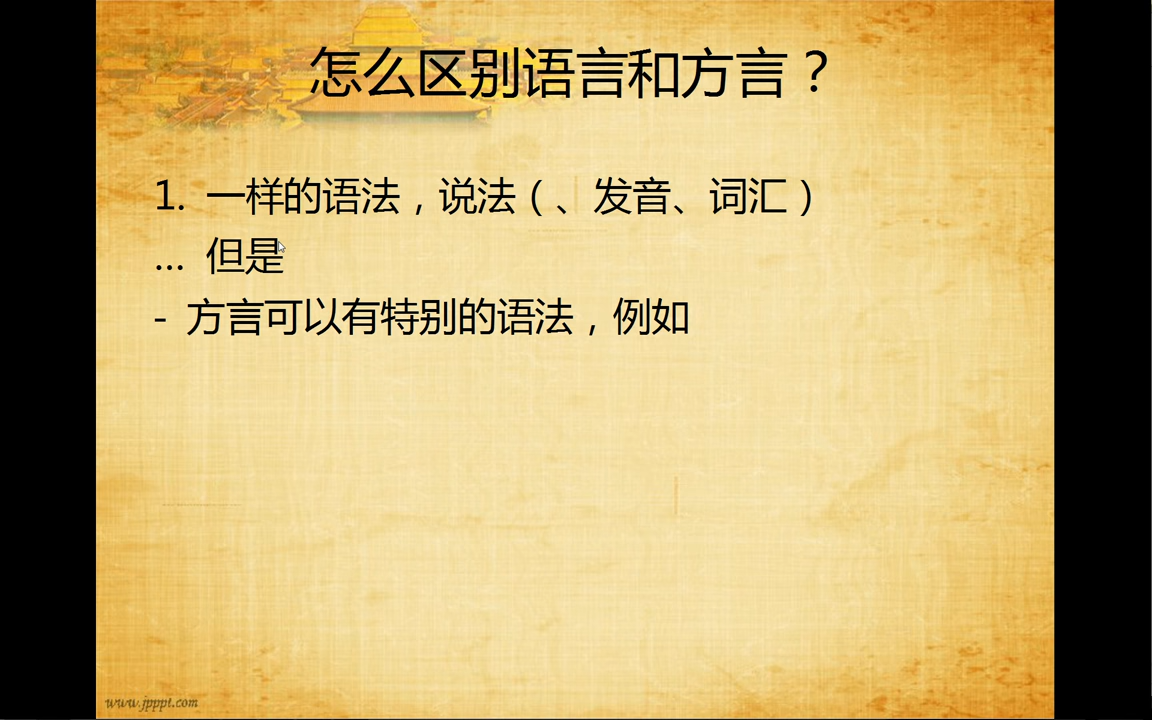 怎么区别语言和方言？
1. 一样的语法，说法（、发音、词汇）
... 但是
- 方言可以有特别的语法，例如
www.jpppt.com